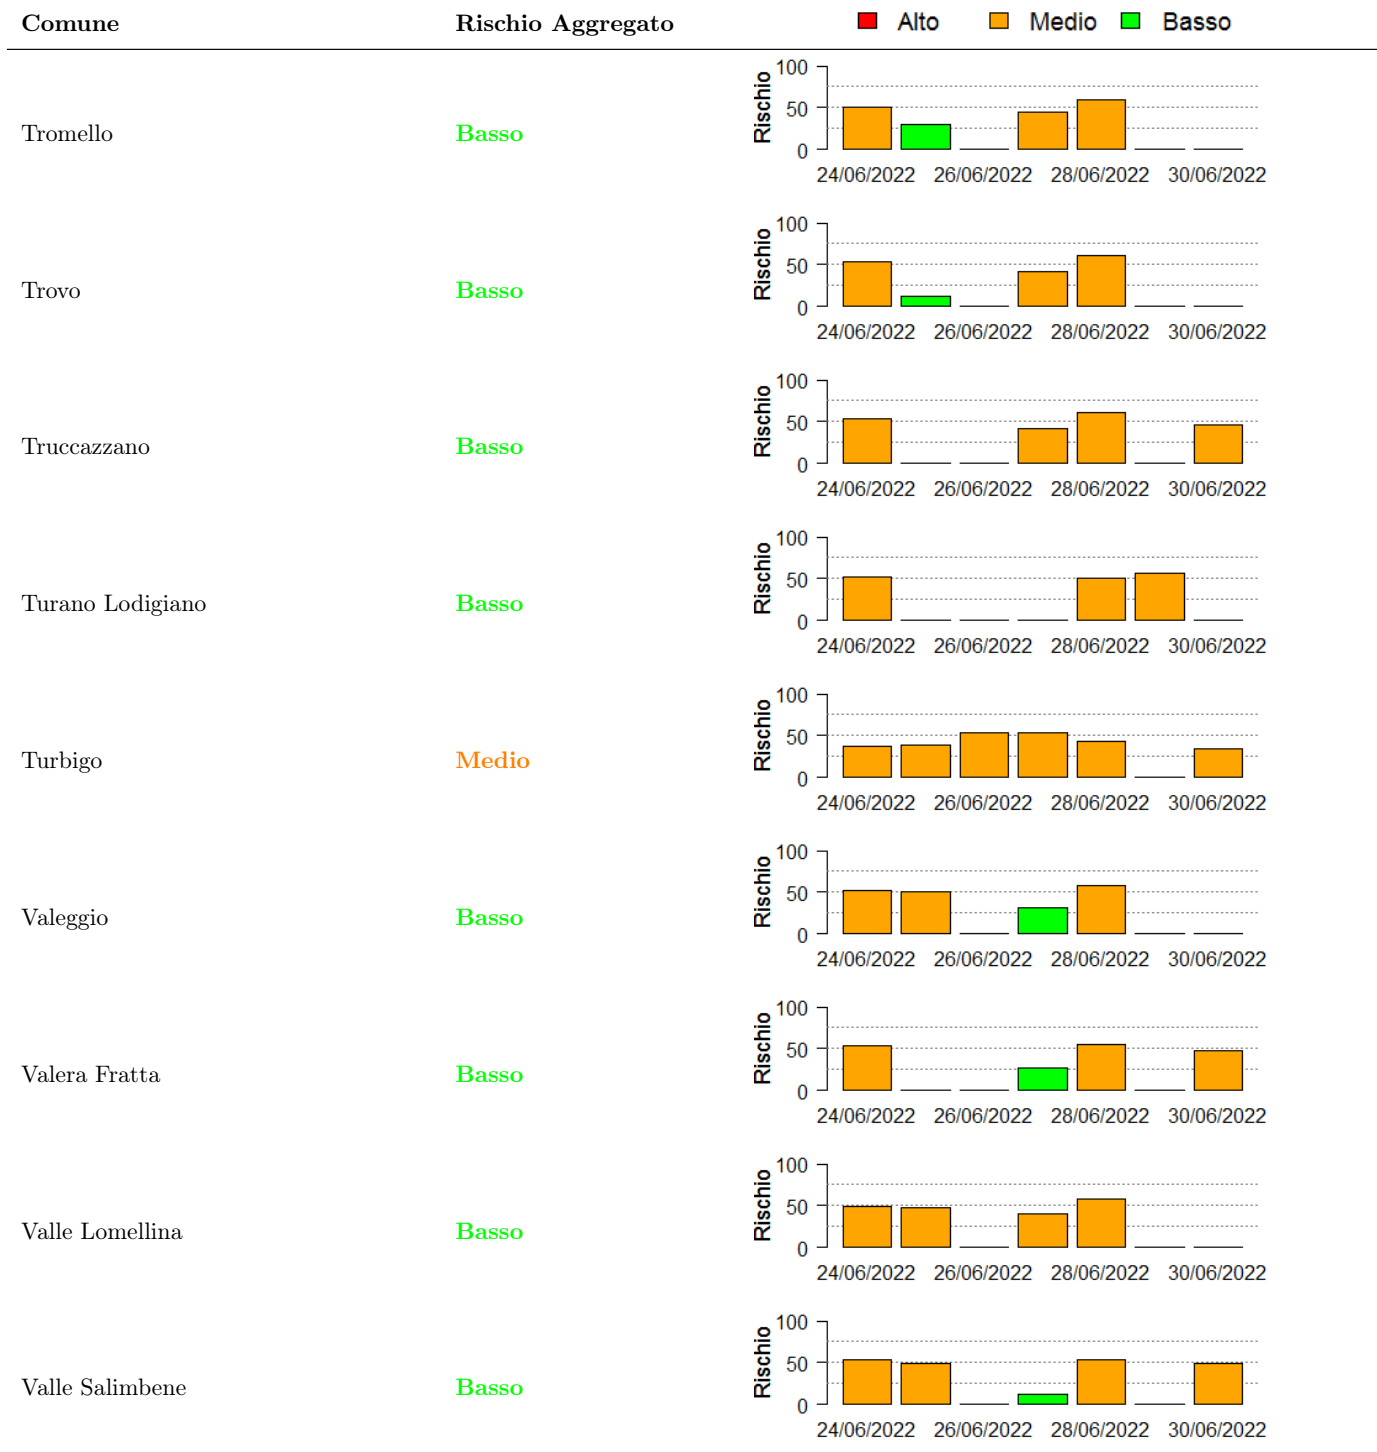 Comune Rischio Aggregato Alto Medio Basso
Tromello Basso
Rischio
100
50
0
24/06/2022 26/06/2022 28/06/2022 30/06/2022
Trovo Basso
Rischio
100
50
0
24/06/2022 26/06/2022 28/06/2022 30/06/2022
Truccazzano Basso
Rischio
100
50
0
24/06/2022 26/06/2022 28/06/2022 30/06/2022
Turano Lodigiano Basso
Rischio
100
50
0
24/06/2022 26/06/2022 28/06/2022 30/06/2022
Turbigo Medio
Rischio
100
50
0
24/06/2022 26/06/2022 28/06/2022 30/06/2022
Valeggio Basso
Rischio
100
50
0
24/06/2022 26/06/2022 28/06/2022 30/06/2022
Valera Fratta Basso
Rischio
100
50
0
24/06/2022 26/06/2022 28/06/2022 30/06/2022
Valle Lomellina Basso
Rischio
100
50
0
24/06/2022 26/06/2022 28/06/2022 30/06/2022
Valle Salimbene Basso
Rischio
100
50
0
24/06/2022 26/06/2022 28/06/2022 30/06/2022